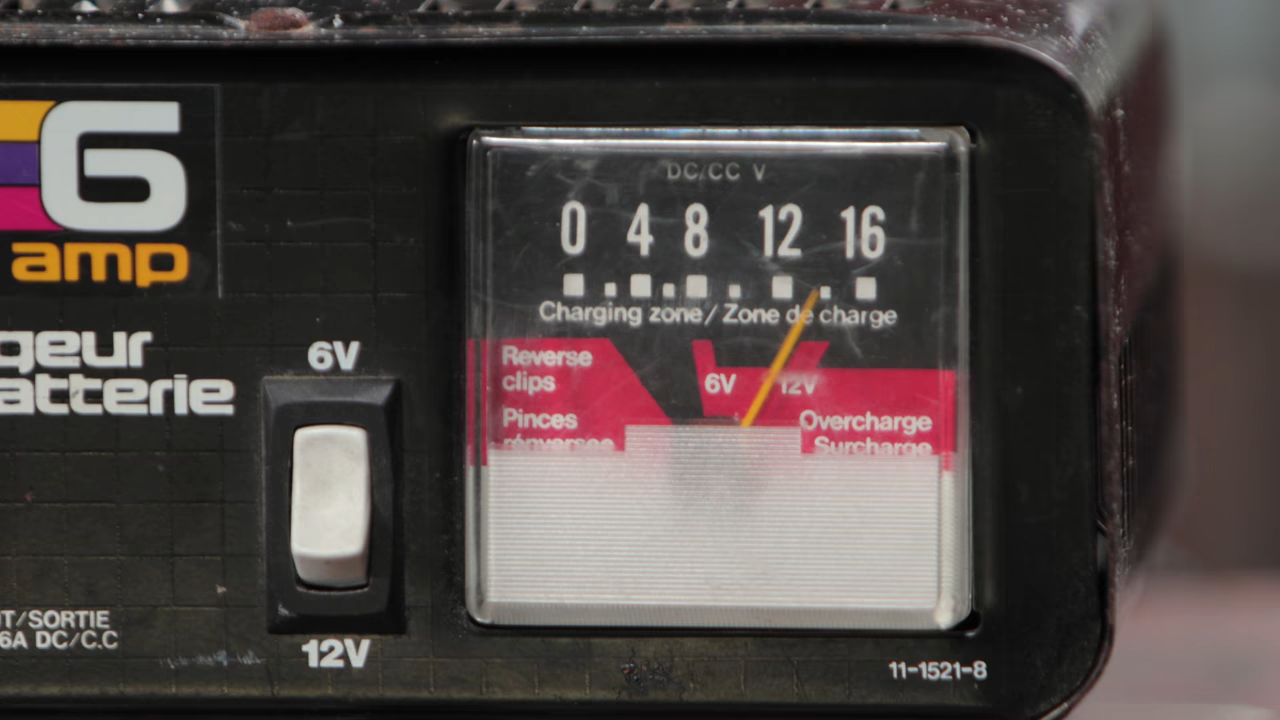 6
amp
geur
atterie
6V
12V
T/SORTIE
6A DC/C.C
DC/CC V
0 4 8 12 16
Charging zone/Zone de charge
Reverse
clips
Pinces
rénversee
6V 12V
Overcharge
Surcharge
11-1521-8